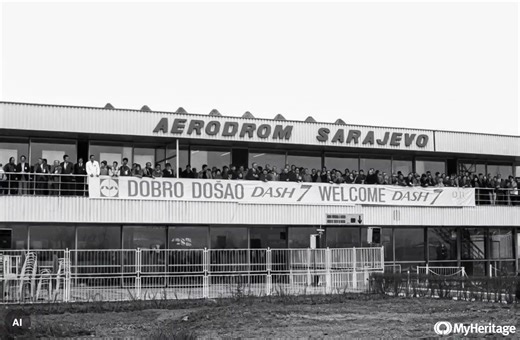 AERODROM SARAJEVO
DOBRO DOŠAO DASH 7 WELCOME DASH 7
AI
MyHeritage